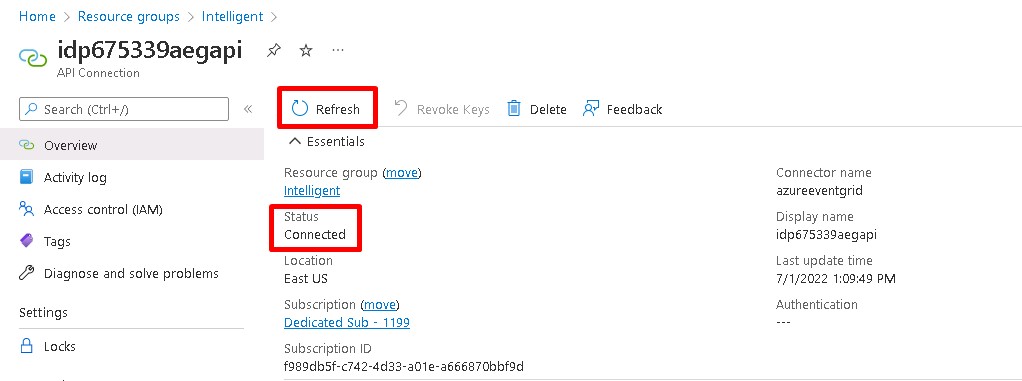 Home > Resource groups > Intelligent >
idp675339aegapi ...
API Connection
Search (Ctrl+/) «
Refresh Revoke Keys Delete Feedback
Overview
Activity log
Access control (IAM)
Tags
Diagnose and solve problems
Settings
Locks
Essentials
Resource group (move)
Intelligent
Status
Connected
Location
East US
Subscription (move)
Dedicated Sub - 1199
Subscription ID
f989db5f-c742-4d33-a01e-a666870bbf9d
Connector name
azureeventgrid
Display name
idp675339aegapi
Last update time
7/1/2022 1:09:49 PM
Authentication
---